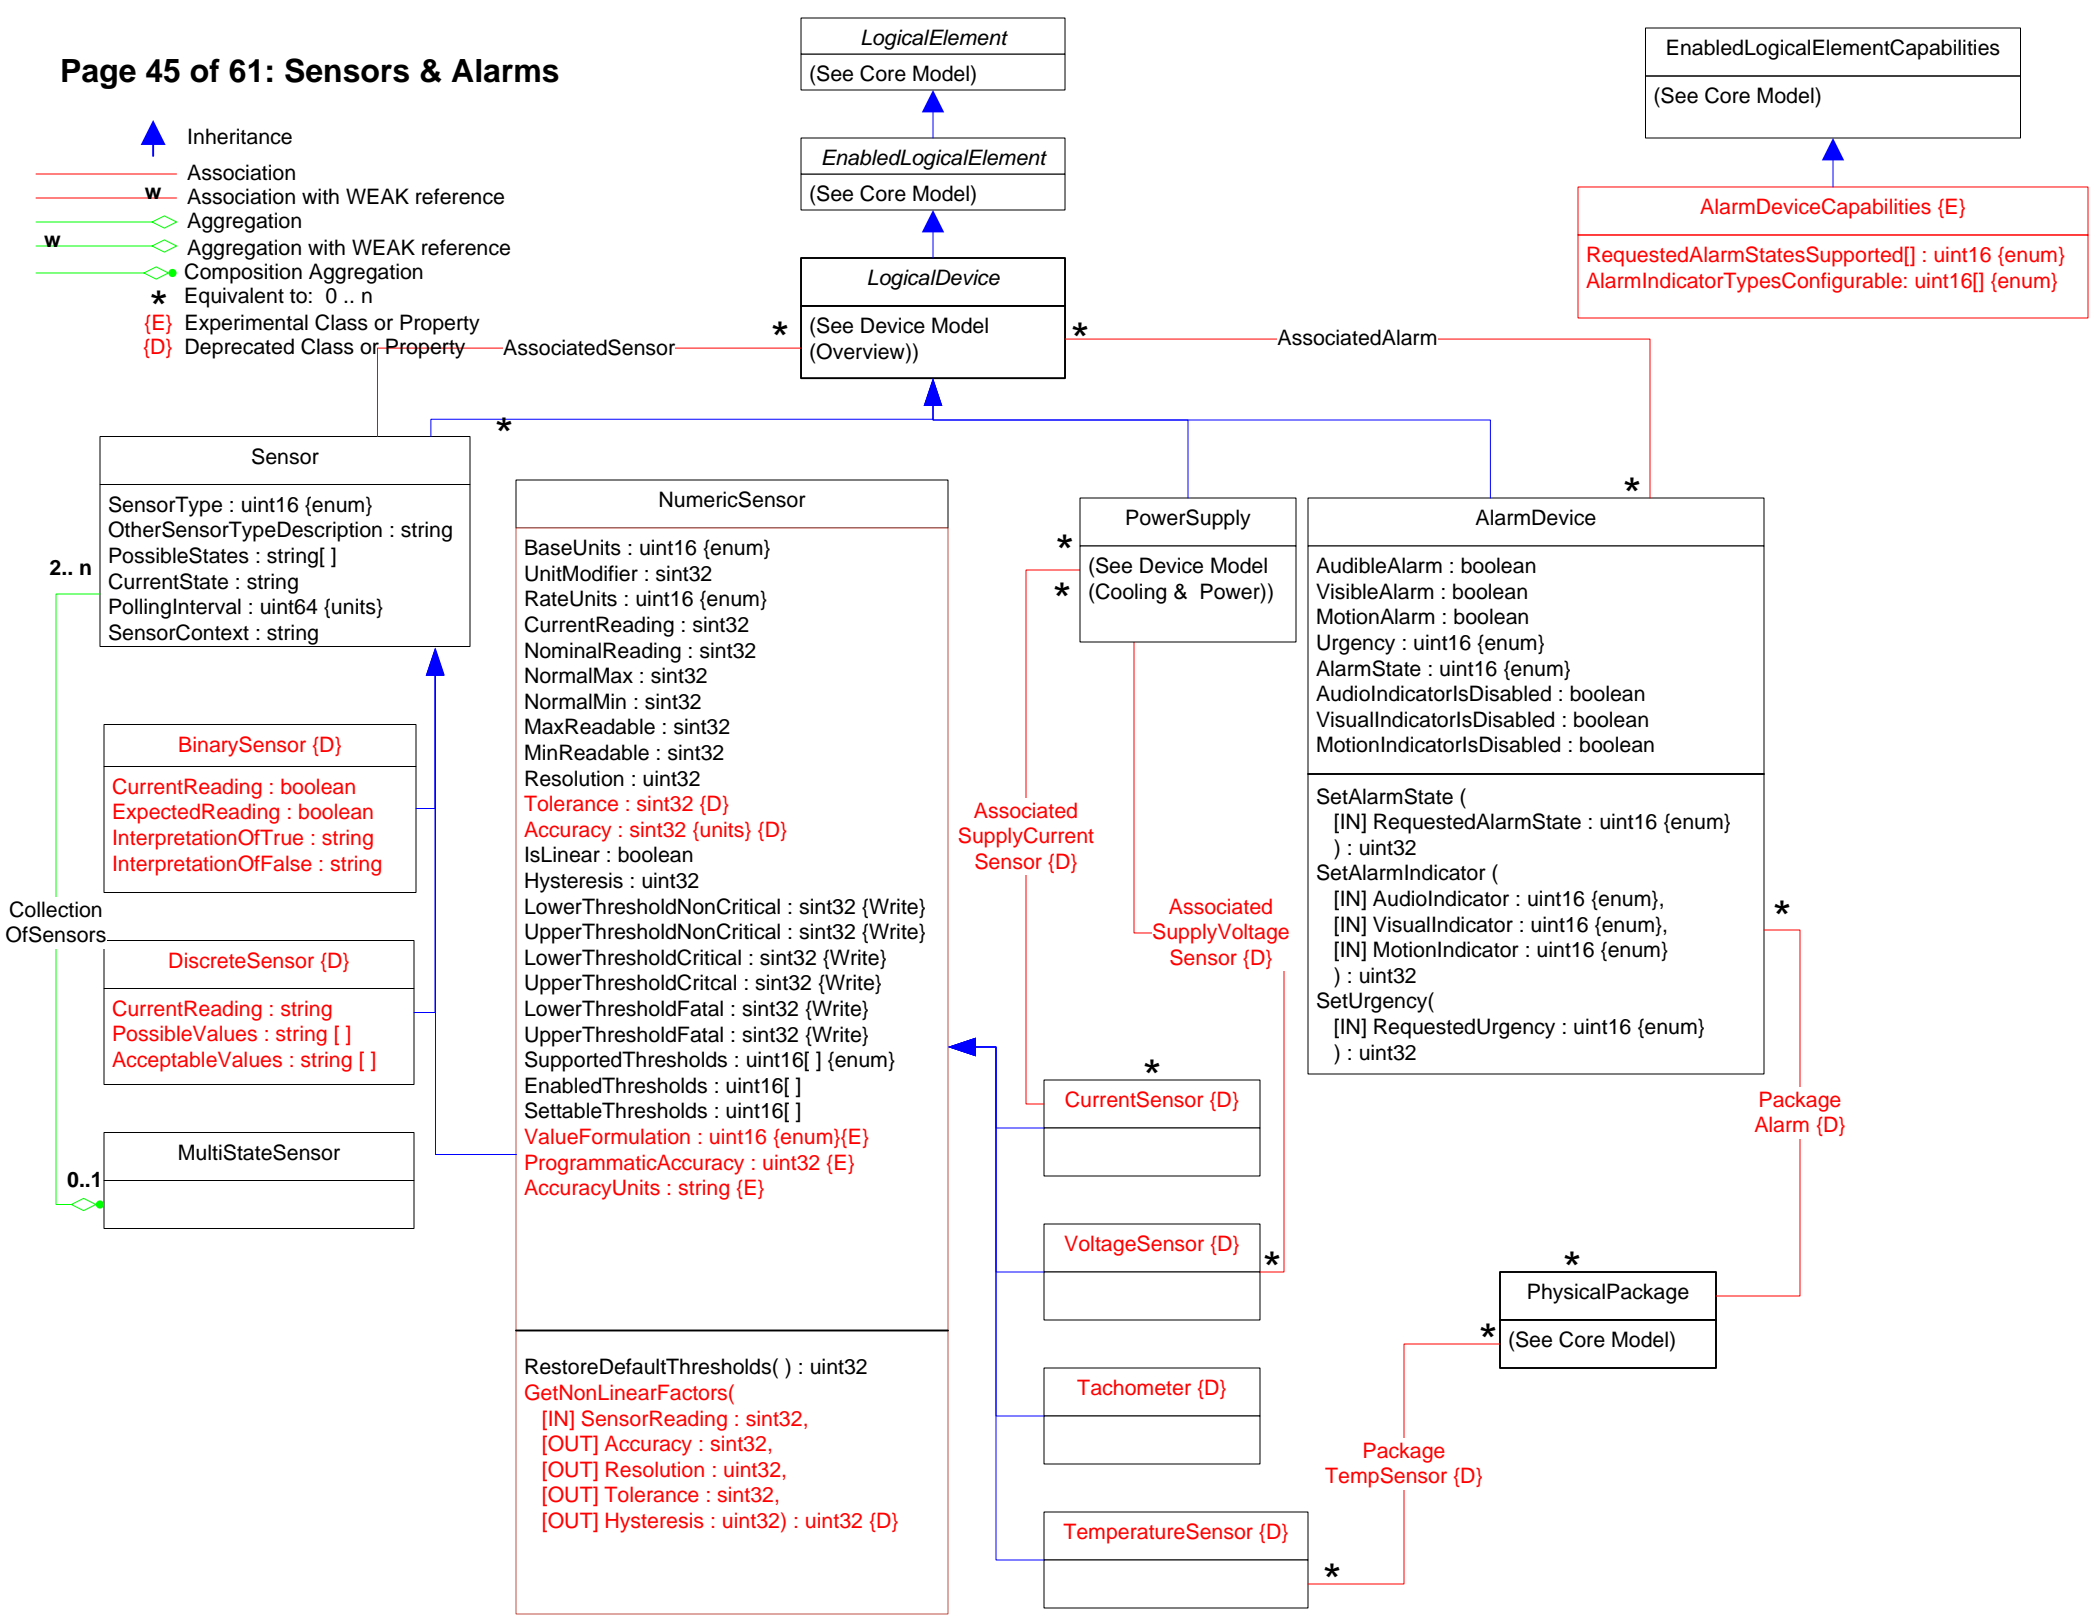 Page 45 of 61: Sensors & Alarms
Inheritance
Association
w
Association with WEAK reference
Aggregation
w
Aggregation with WEAK reference
Composition Aggregation
* Equivalent to: 0 .. n
{E} Experimental Class or Property
{D} Deprecated Class or Property
LogicalElement
(See Core Model)
EnabledLogicalElement
(See Core Model)
LogicalDevice
(See Device Model
(Overview))
EnabledLogicalElementCapabilities
(See Core Model)
AlarmDeviceCapabilities {E}
RequestedAlarmStatesSupported[] : uint16 {enum}
AlarmIndicatorTypesConfigurable: uint16[] {enum}
*
AssociatedSensor
*
AssociatedAlarm
*
*
Sensor
SensorType : uint16 {enum}
OtherSensorTypeDescription : string
PossibleStates : string[ ]
CurrentState : string
PollingInterval : uint64 {units}
SensorContext : string
2.. n
BinarySensor {D}
CurrentReading : boolean
ExpectedReading : boolean
InterpretationOfTrue : string
InterpretationOfFalse : string
Collection
OfSensors
DiscreteSensor {D}
CurrentReading : string
PossibleValues : string [ ]
AcceptableValues : string [ ]
MultiStateSensor
0..1
NumericSensor
BaseUnits : uint16 {enum}
UnitModifier : sint32
RateUnits : uint16 {enum}
CurrentReading : sint32
NominalReading : sint32
NormalMax : sint32
NormalMin : sint32
MaxReadable : sint32
MinReadable : sint32
Resolution : uint32
Tolerance : sint32 {D}
Accuracy : sint32 {units} {D}
IsLinear : boolean
Hysteresis : uint32
LowerThresholdNonCritical : sint32 {Write}
UpperThresholdNonCritical : sint32 {Write}
LowerThresholdCritical : sint32 {Write}
UpperThresholdCritcal : sint32 {Write}
LowerThresholdFatal : sint32 {Write}
UpperThresholdFatal : sint32 {Write}
SupportedThresholds : uint16[ ] {enum}
EnabledThresholds : uint16[ ]
SettableThresholds : uint16[ ]
ValueFormulation : uint16 {enum}{E}
ProgrammaticAccuracy : uint32 {E}
AccuracyUnits : string {E}
RestoreDefaultThresholds( ) : uint32
GetNonLinearFactors(
[IN] SensorReading : sint32,
[OUT] Accuracy : sint32,
[OUT] Resolution : uint32,
[OUT] Tolerance : sint32,
[OUT] Hysteresis : uint32) : uint32 {D}
PowerSupply
(See Device Model
(Cooling & Power))
*
*
Associated
SupplyCurrent
Sensor {D}
Associated
SupplyVoltage
Sensor {D}
*
CurrentSensor {D}
VoltageSensor {D}
*
Tachometer {D}
TemperatureSensor {D}
*
AlarmDevice
AudibleAlarm : boolean
VisibleAlarm : boolean
MotionAlarm : boolean
Urgency : uint16 {enum}
AlarmState : uint16 {enum}
AudioIndicatorIsDisabled : boolean
VisualIndicatorIsDisabled : boolean
MotionIndicatorIsDisabled : boolean
SetAlarmState (
[IN] RequestedAlarmState : uint16 {enum}
) : uint32
SetAlarmIndicator (
[IN] AudioIndicator : uint16 {enum},
[IN] VisualIndicator : uint16 {enum},
[IN] MotionIndicator : uint16 {enum}
) : uint32
SetUrgency(
[IN] RequestedUrgency : uint16 {enum}
) : uint32
*
Package
Alarm {D}
*
PhysicalPackage
(See Core Model)
*
Package
TempSensor {D}